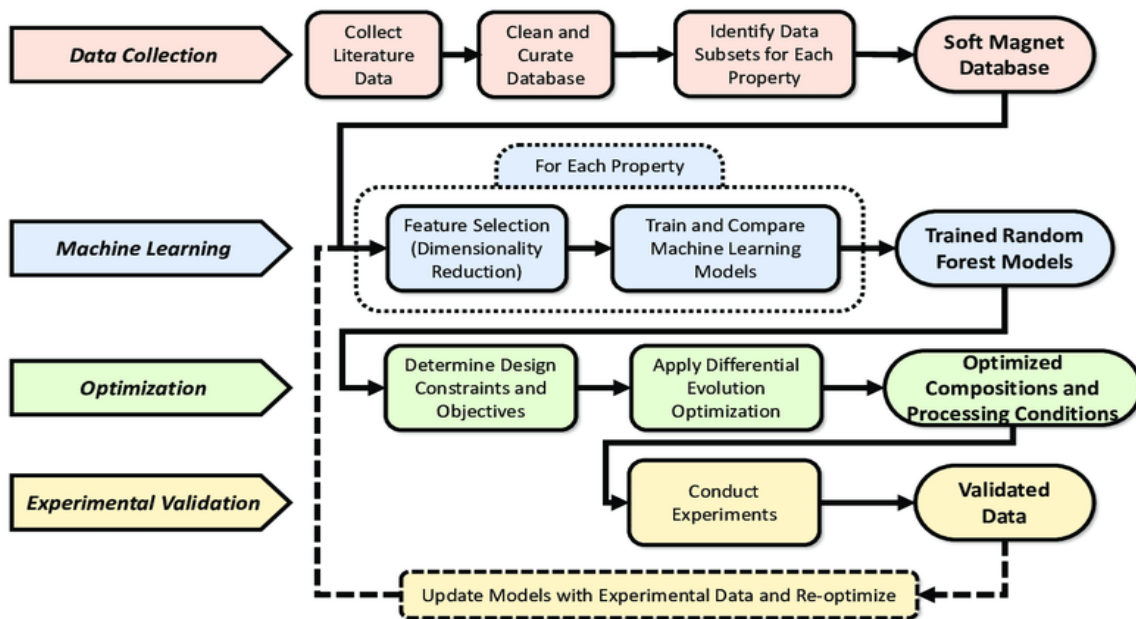 Data Collection
Collect
Literature
Data
Clean and
Curate
Database
Identify Data
Subsets for Each
Property
Soft Magnet
Database
For Each Property
Machine Learning
Feature Selection
(Dimensionality
Reduction)
Train and Compare
Machine Learning
Models
Trained Random
Forest Models
Optimization
Determine Design
Constraints and
Objectives
Apply Differential
Evolution
Optimization
Optimized
Compositions and
Processing Conditions
Experimental Validation
Conduct
Experiments
Validated
Data
Update Models with Experimental Data and Re-optimize